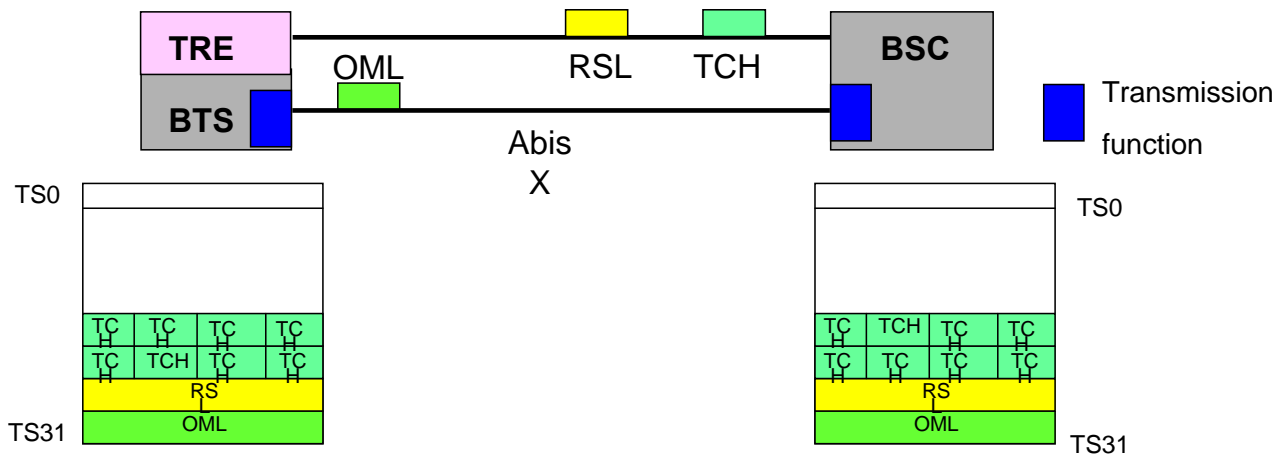 TRE
BTS
OML
RSL
TCH
BSC
Transmission
function
Abis
X
TS0
TS0
TC
H
TC
H
TC
H
TC
H
TC
H
TCH
TC
H
TC
H
RS
L
OML
TS31
TC
H
TCH
TC
H
TC
H
TC
H
TC
H
TC
H
TC
H
RS
L
OML
TS31